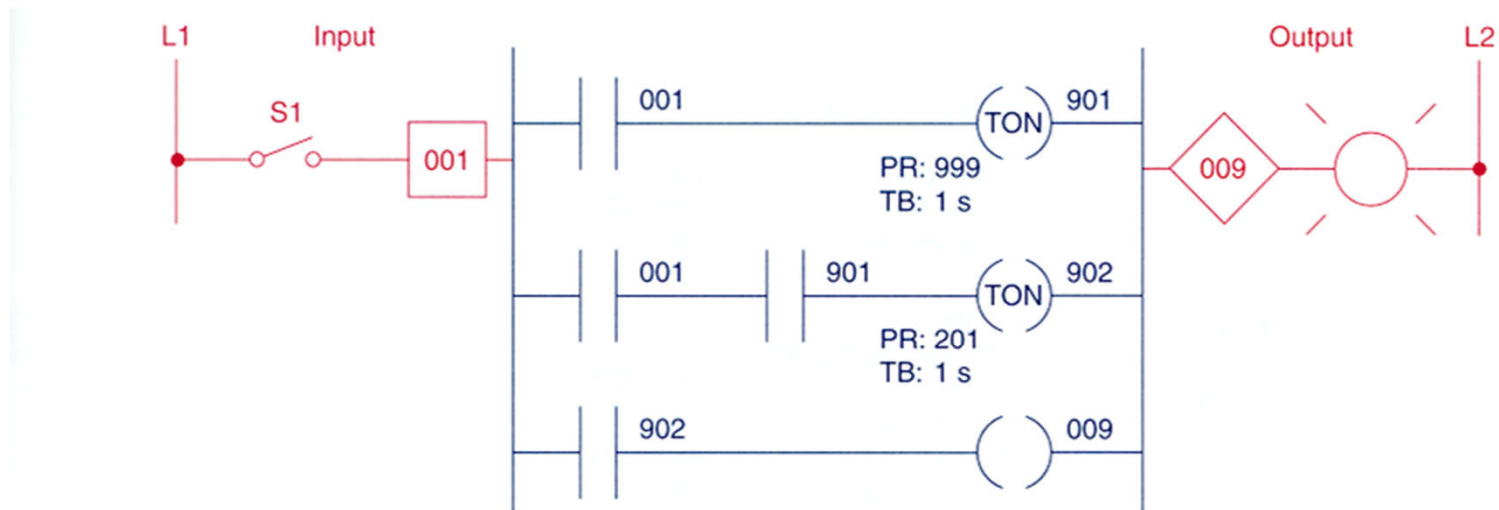 L1 Input Output L2
S1
001
001 TON 901
009
PR: 999
TB: 1 s
001 901 TON 902
PR: 201
TB: 1 s
902 009